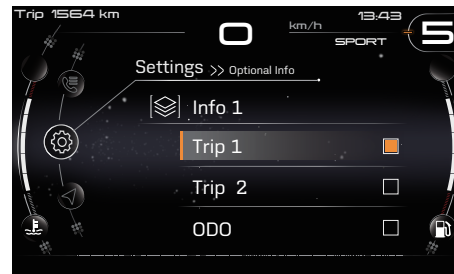 Trip 1564 km
0
km/h
13:43
SPORT
5
Settings >> Optional Info
Info 1
Trip 1
Trip 2
ODO